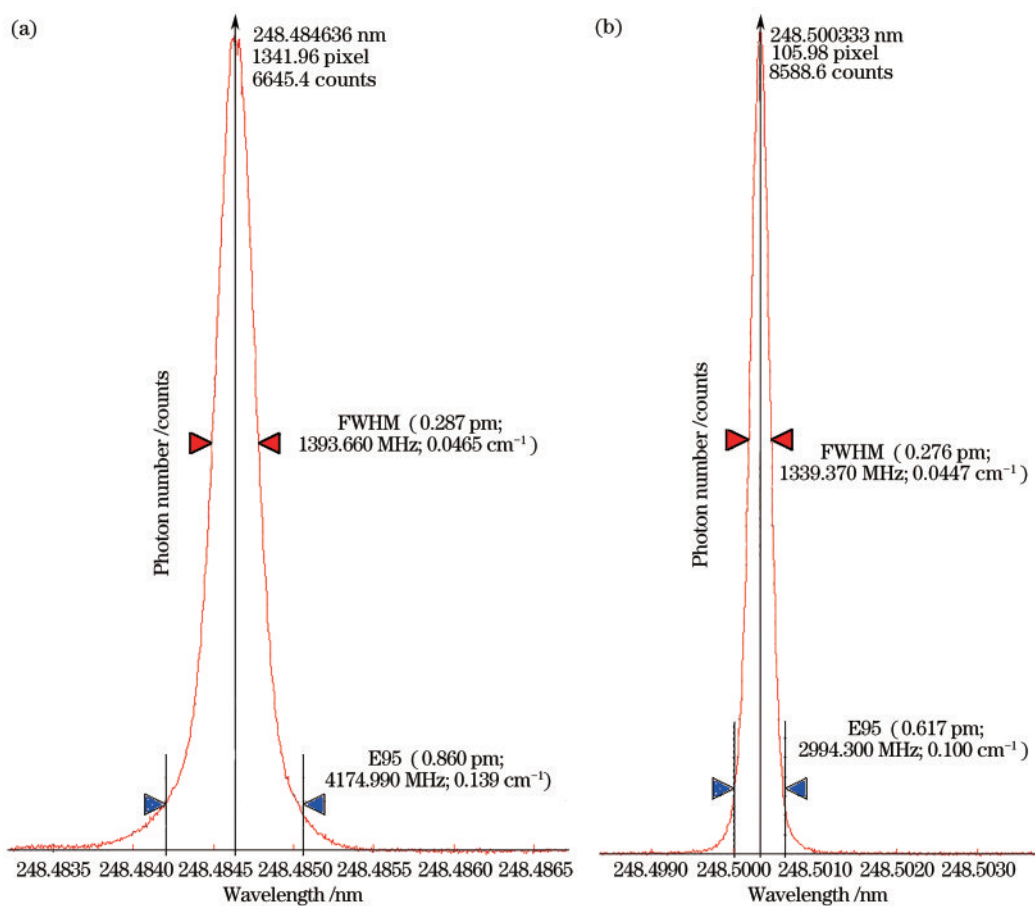 (a)
248.484636 nm
1341.96 pixel
6645.4 counts
Photon number /counts
FWHM ( 0.287 pm;
1393.660 MHz; 0.0465 cm⁻¹)
E95 ( 0.860 pm;
4174.990 MHz; 0.139 cm⁻¹)
248.4835 248.4840 248.4845 248.4850 248.4855 248.4860 248.4865
Wavelength /nm
(b)
248.500333 nm
105.98 pixel
8588.6 counts
Photon number /counts
FWHM ( 0.276 pm;
1339.370 MHz; 0.0447 cm⁻¹)
E95 ( 0.617 pm;
2994.300 MHz; 0.100 cm⁻¹)
248.4990 248.5000 248.5010 248.5020 248.5030
Wavelength /nm